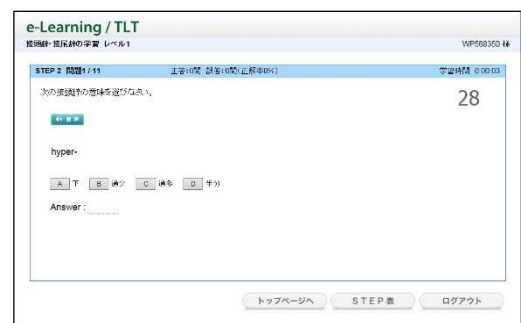 e-Learning / TLT
接頭辞・接尾辞の学習 レベル1
WP568350 様
STEP 2 問題1 / 11 正答:0問 誤答:0問(正解率0%) 学習時間 0:00:03
次の接頭辞の意味を選びなさい。
28
音声
hyper-
A 下 B 過少 C 過多 D 半分
Answer :
トップページへ STEP表 ログアウト